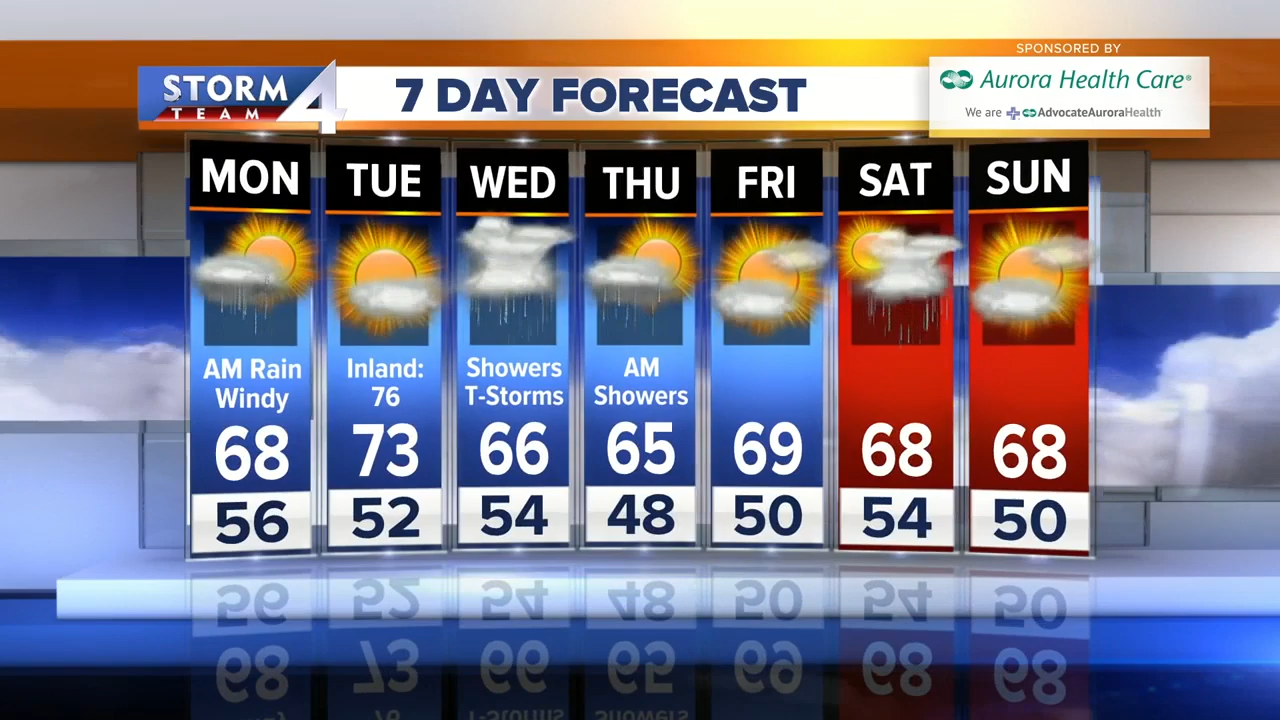 SPONSORED BY
STORM
TEAM 4
7 DAY FORECAST
Aurora Health Care®
We are AdvocateAuroraHealth
MON TUE WED THU FRI SAT SUN
AM Rain
Windy
Inland:
76
Showers
T-Storms
AM
Showers
68 73 66 65 69 68 68
56 52 54 48 50 54 50